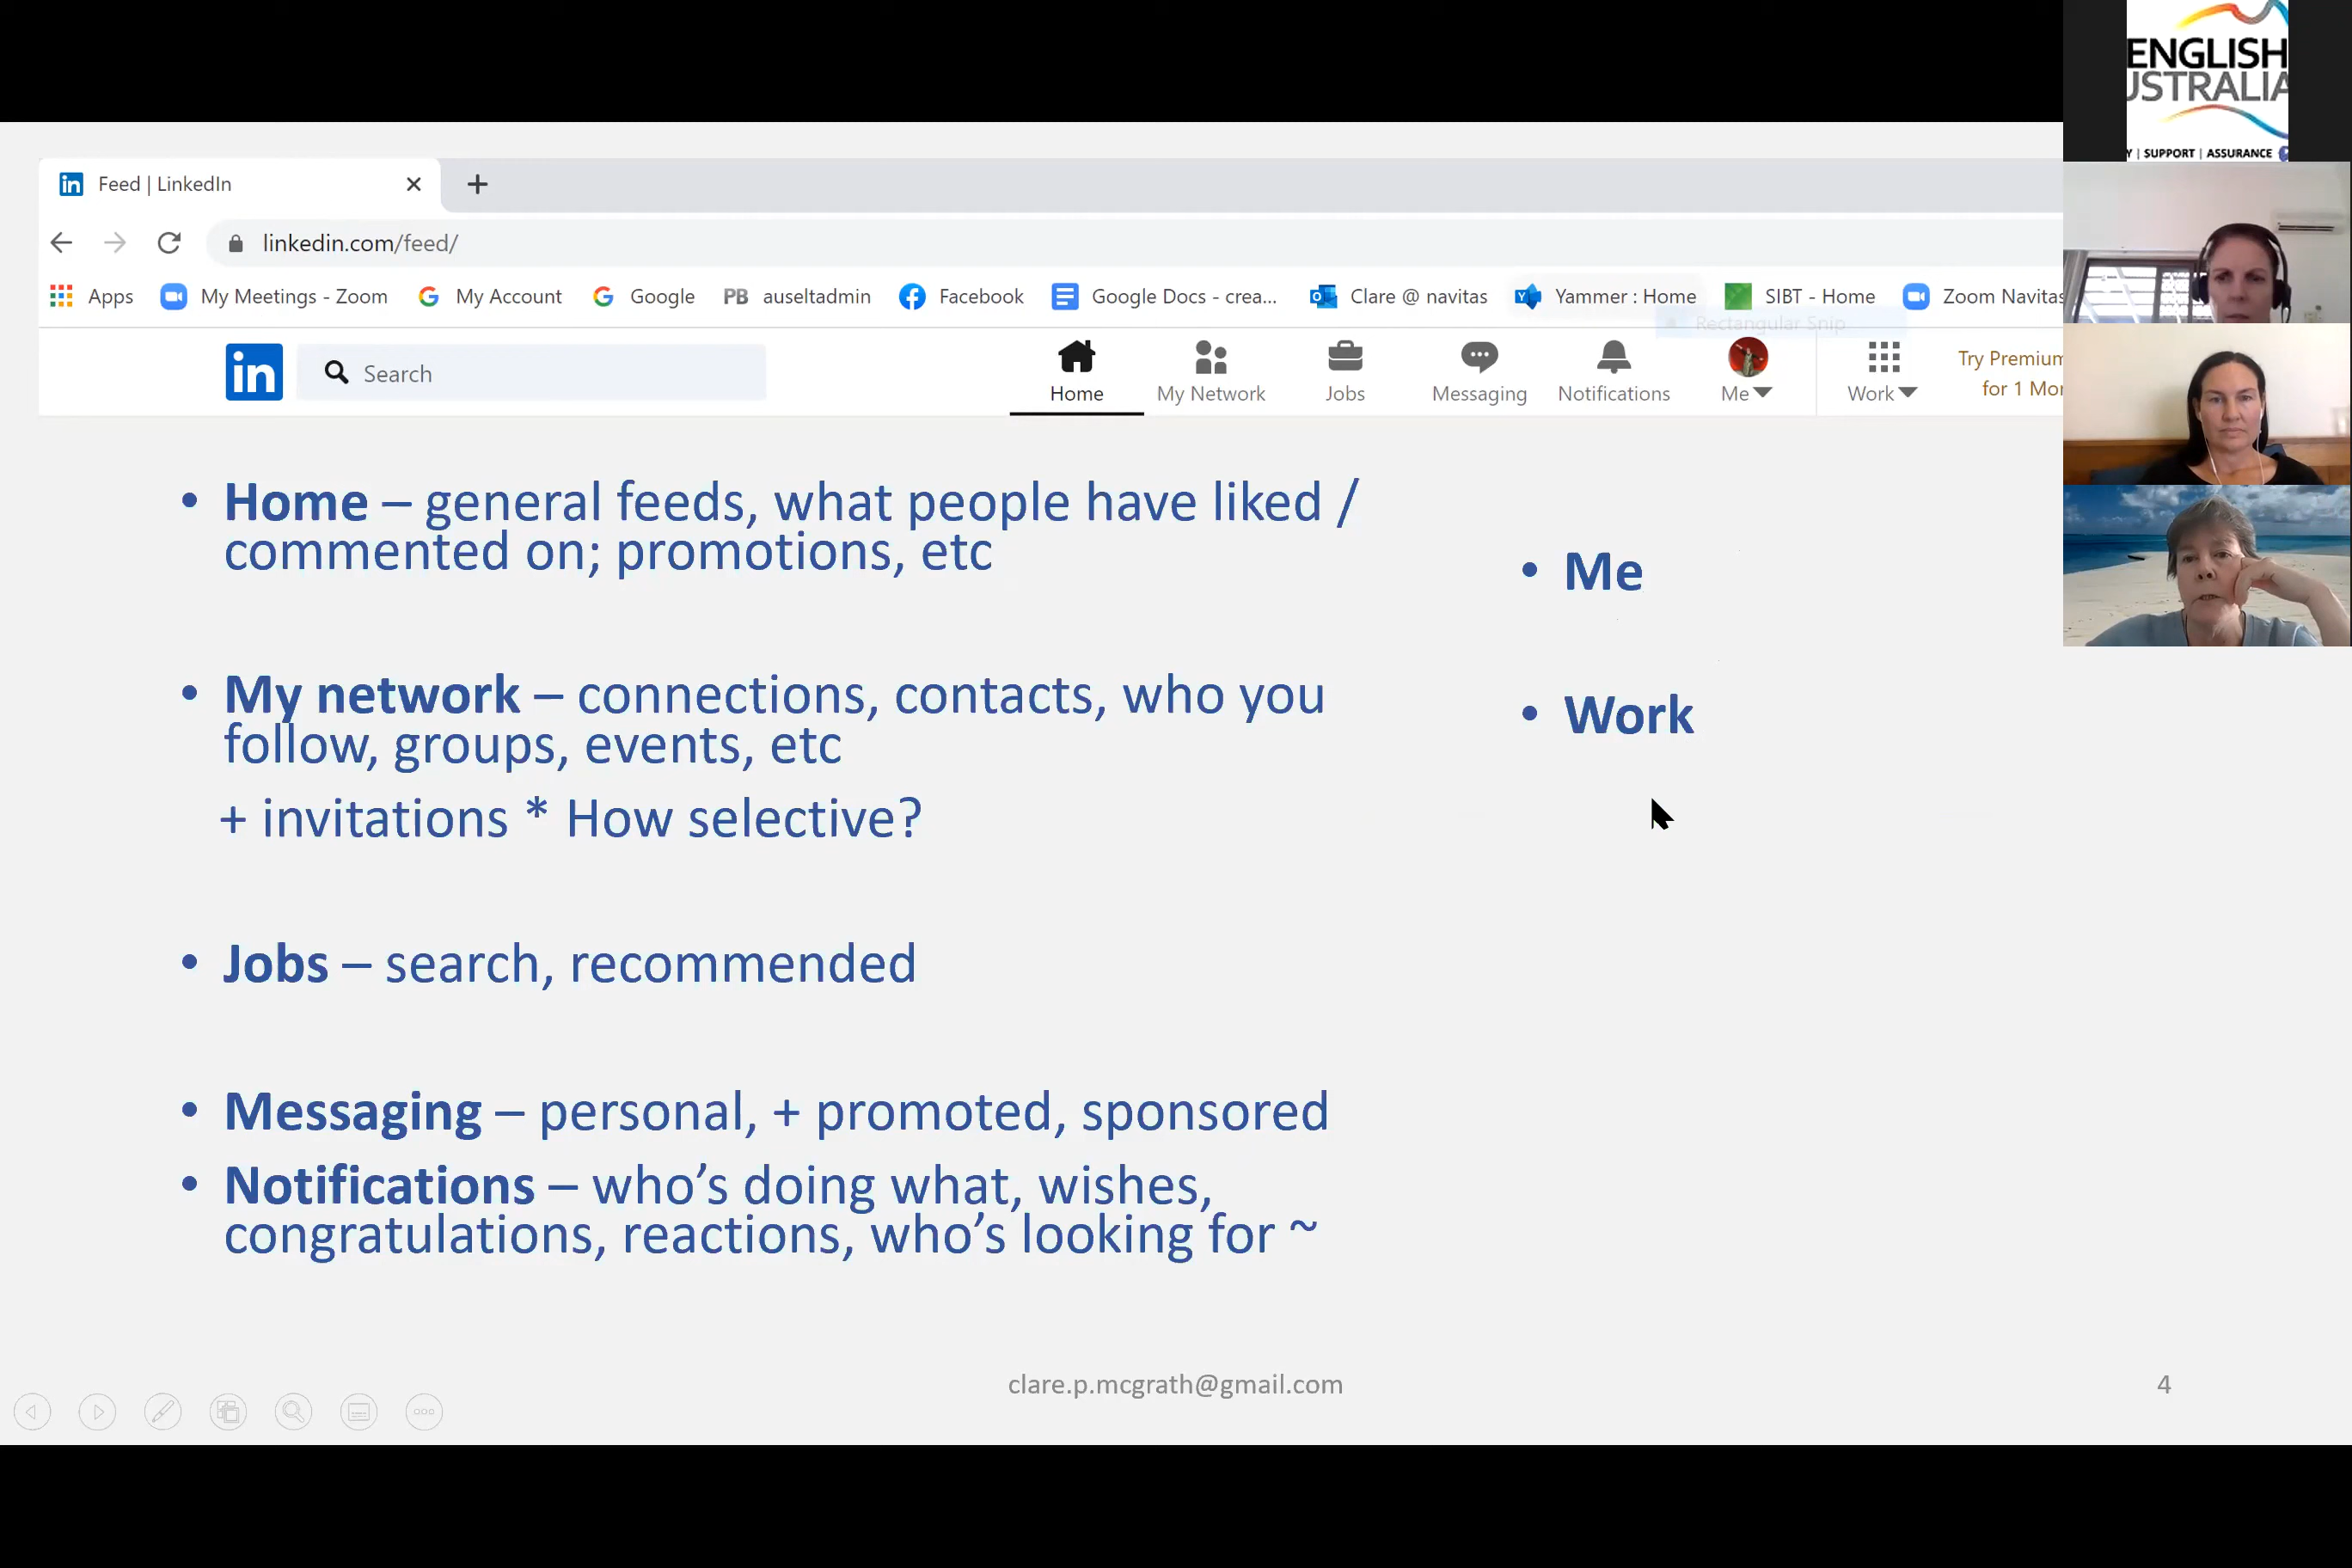 ENGLISH
USTRALIA
Y | SUPPORT | ASSURANCE
Feed | LinkedIn
linkedin.com/feed/
Apps My Meetings - Zoom My Account Google PB auseltadmin Facebook Google Docs - crea... Clare @ navitas Yammer : Home SIBT - Home Zoom Navitas
Rectangular Snip
in Search Home My Network Jobs Messaging Notifications Me Work
Try Premium
for 1 Mon
• Home – general feeds, what people have liked /
commented on; promotions, etc
• My network – connections, contacts, who you
follow, groups, events, etc
+ invitations * How selective?
• Jobs – search, recommended
• Messaging – personal, + promoted, sponsored
• Notifications – who’s doing what, wishes,
congratulations, reactions, who’s looking for ~
• Me
• Work
clare.p.mcgrath@gmail.com
4